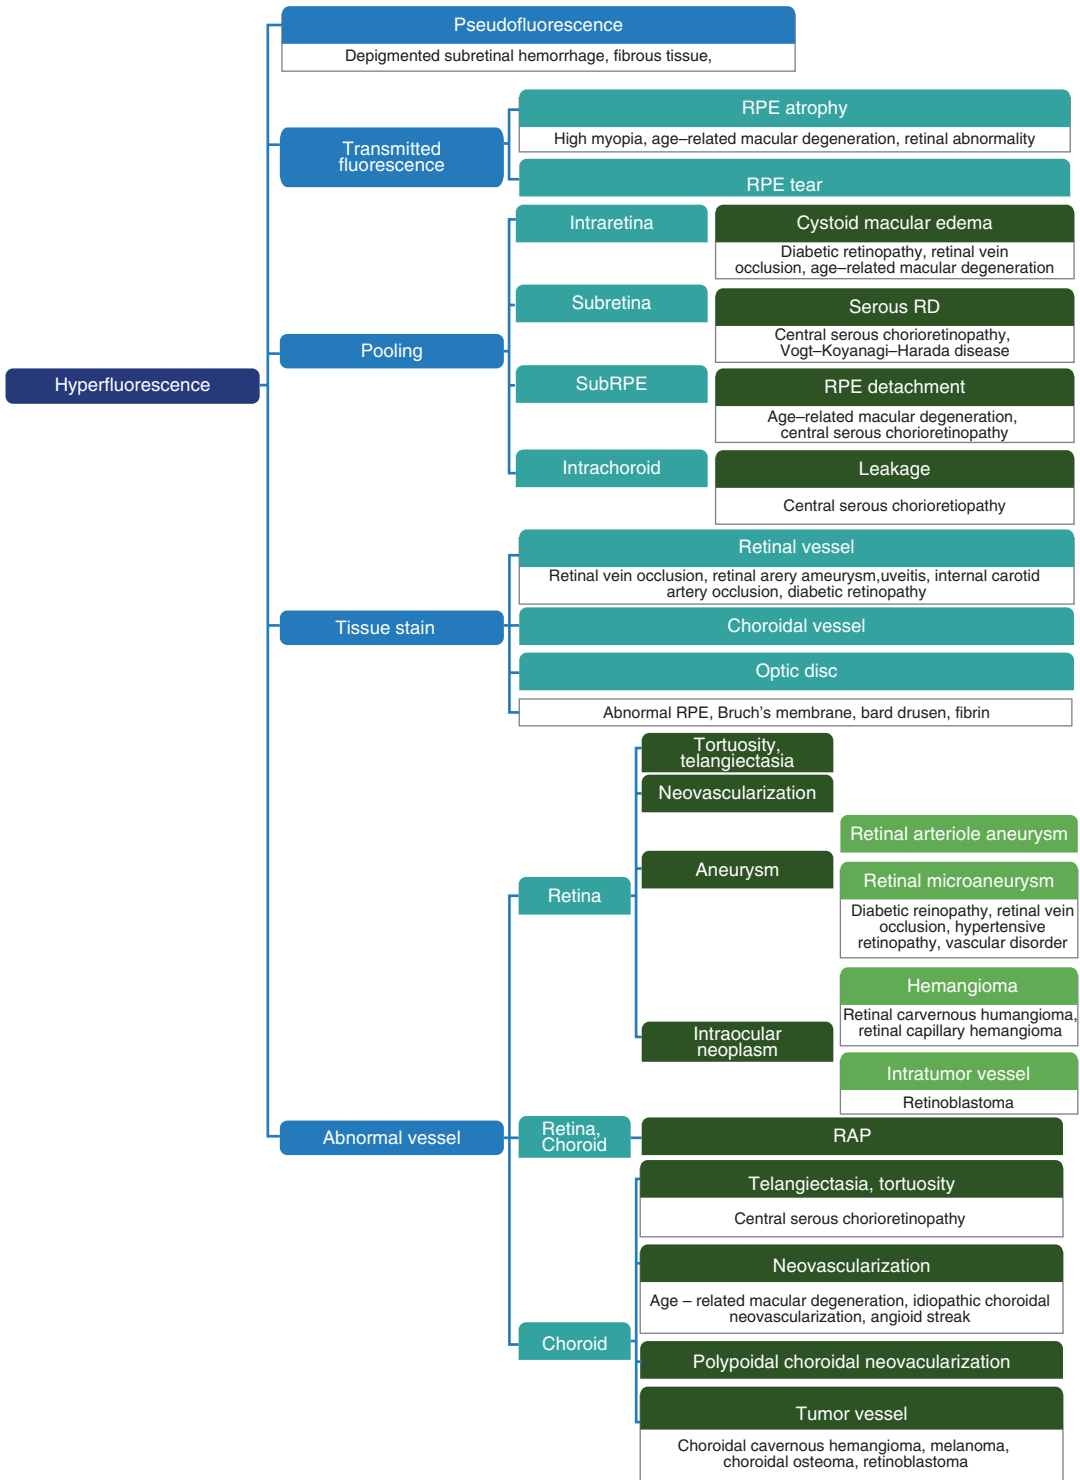 Pseudofluorescence
Depigmented subretinal hemorrhage, fibrous tissue,
Transmitted
fluorescence
RPE atrophy
High myopia, age–related macular degeneration, retinal abnormality
RPE tear
Hyperfluorescence
Pooling
Intraretina
Cystoid macular edema
Diabetic retinopathy, retinal vein
occlusion, age–related macular degeneration
Subretina
Serous RD
Central serous chorioretinopathy,
Vogt–Koyanagi–Harada disease
SubRPE
RPE detachment
Age–related macular degeneration,
central serous chorioretinopathy
Intrachoroid
Leakage
Central serous chorioretiopathy
Tissue stain
Retinal vessel
Retinal vein occlusion, retinal arery ameurysm,uveitis, internal carotid
artery occlusion, diabetic retinopathy
Choroidal vessel
Optic disc
Abnormal RPE, Bruch's membrane, bard drusen, fibrin
Abnormal vessel
Retina
Tortuosity,
telangiectasia
Neovascularization
Aneurysm
Retinal arteriole aneurysm
Retinal microaneurysm
Diabetic reinopathy, retinal vein
occlusion, hypertensive
retinopathy, vascular disorder
Intraocular
neoplasm
Hemangioma
Retinal carvernous humangioma,
retinal capillary hemangioma
Intratumor vessel
Retinoblastoma
Retina,
Choroid
RAP
Choroid
Telangiectasia, tortuosity
Central serous chorioretinopathy
Neovascularization
Age – related macular degeneration, idiopathic choroidal
neovascularization, angioid streak
Polypoidal choroidal neovacularization
Tumor vessel
Choroidal cavernous hemangioma, melanoma,
choroidal osteoma, retinoblastoma